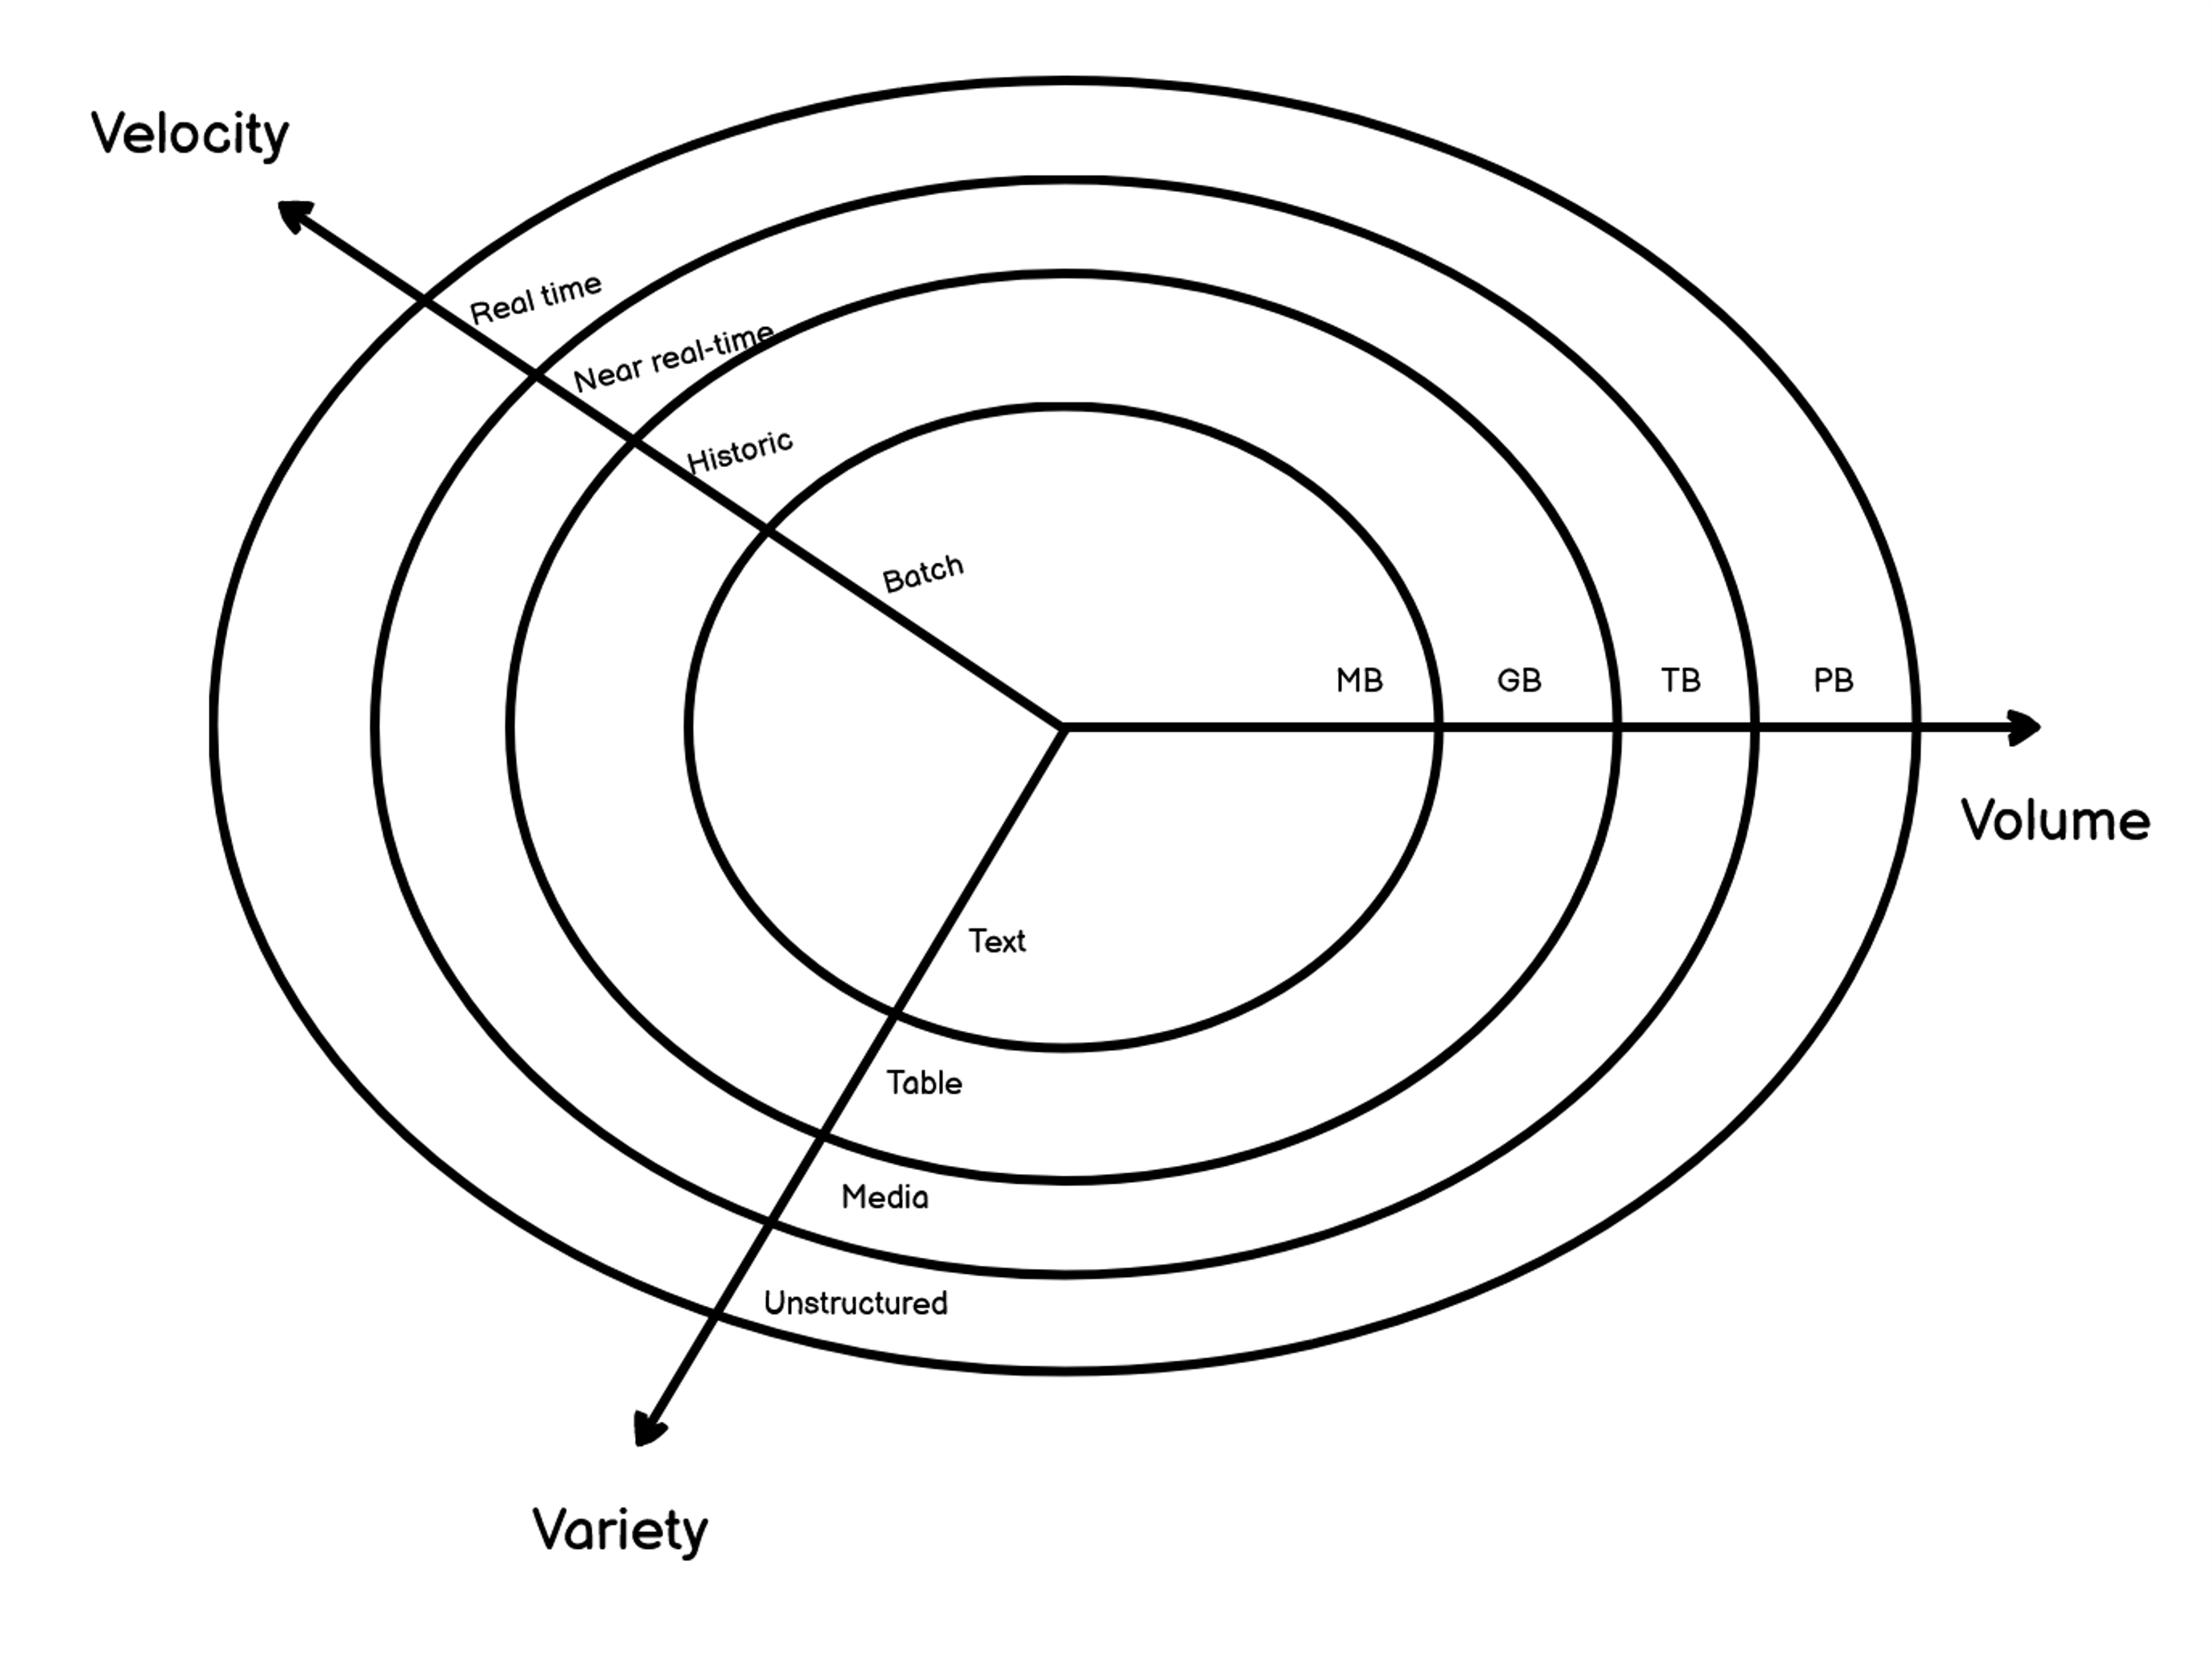 Velocity
Real time
Near real-time
Historic
Batch
MB GB TB PB
Volume
Text
Table
Media
Unstructured
Variety